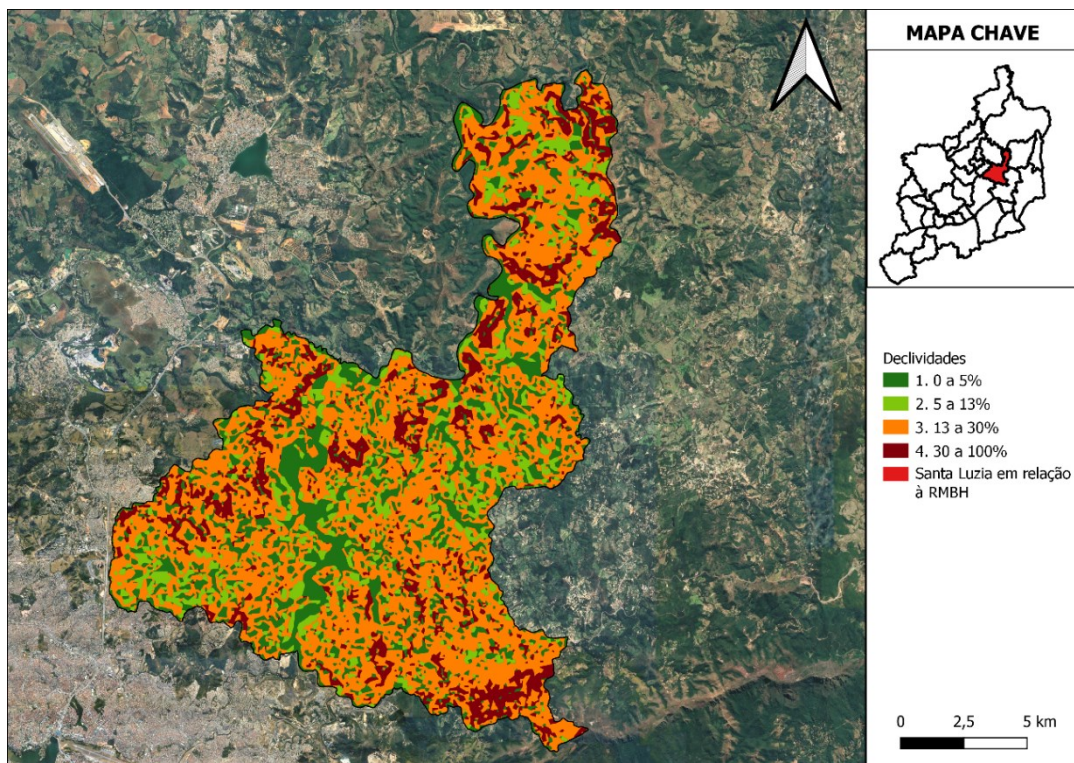 MAPA CHAVE
Declividades
1. 0 a 5%
2. 5 a 13%
3. 13 a 30%
4. 30 a 100%
Santa Luzia em relação
à RMBH
0 2,5 5 km